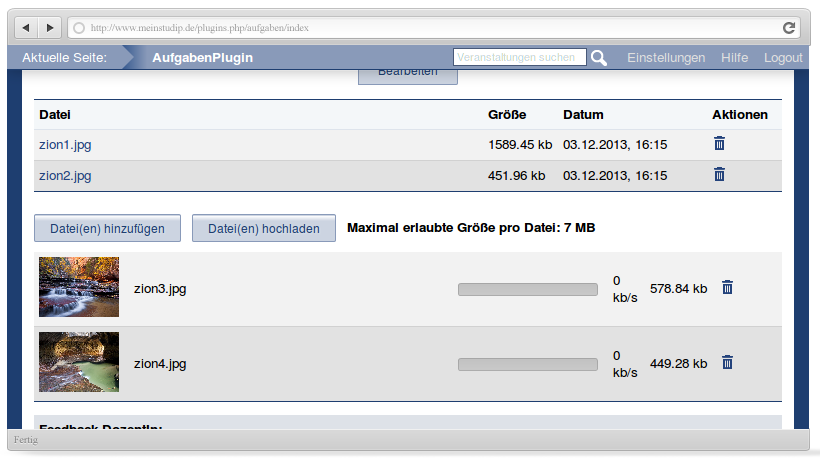 http://www.meinstudip.de/plugins.php/aufgaben/index
Aktuelle Seite: AufgabenPlugin Veranstaltungen suchen Einstellungen Hilfe Logout
Bearbeiten
Datei Größe Datum Aktionen
zion1.jpg 1589.45 kb 03.12.2013, 16:15
zion2.jpg 451.96 kb 03.12.2013, 16:15
Datei(en) hinzufügen Datei(en) hochladen Maximal erlaubte Größe pro Datei: 7 MB
zion3.jpg 0 kb/s 578.84 kb
zion4.jpg 0 kb/s 449.28 kb
Feedback DozentIn:
Fertig